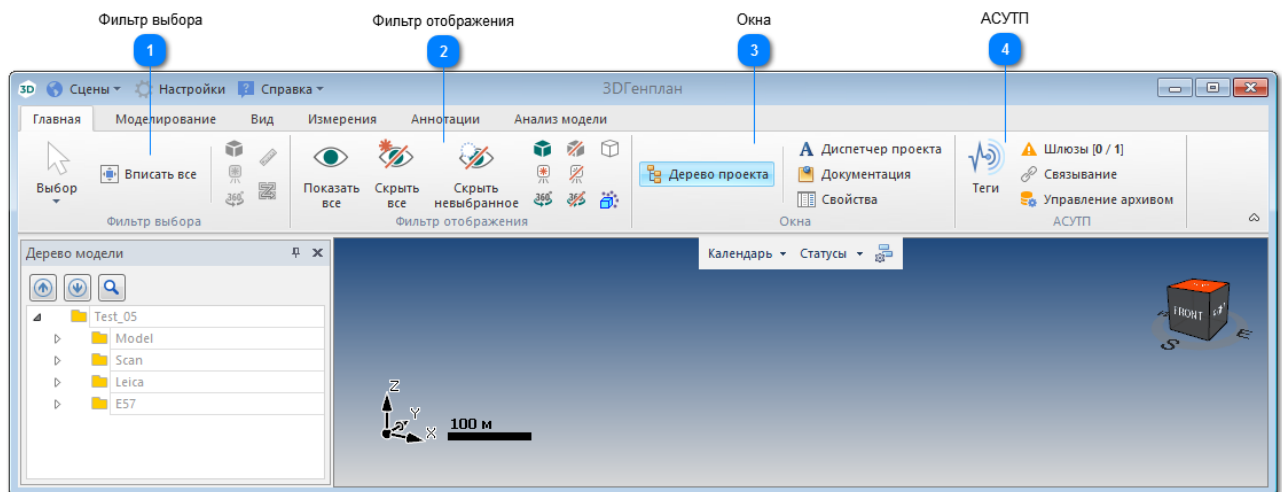 Фильтр выбора
Фильтр отображения
Окна
АСУТП
1
2
3
4
3D
Сцены
Настройки
Справка
3DГенплан
Главная
Моделирование
Вид
Измерения
Аннотации
Анализ модели
Выбор
Вписать все
360°
Фильтр выбора
Показать все
Скрыть все
Скрыть невыбранное
360°
360°
Фильтр отображения
Дерево проекта
A Диспетчер проекта
Документация
Свойства
Окна
Теги
Шлюзы [0 / 1]
Связывание
Управление архивом
АСУТП
Дерево модели
Календарь
Статусы
Test_05
Model
Scan
Leica
E57
FRONT
S
E
Z
Y
X
100 м